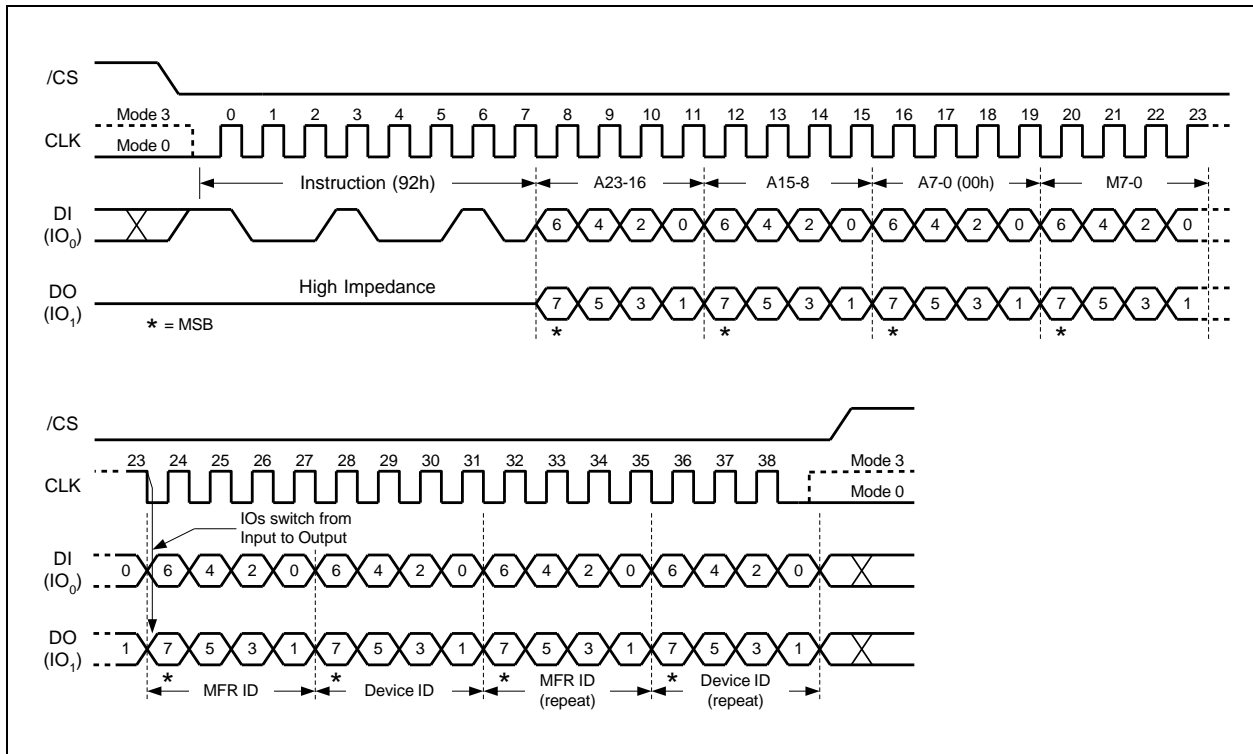 /CS
Mode 3 0 1 2 3 4 5 6 7 8 9 10 11 12 13 14 15 16 17 18 19 20 21 22 23
CLK
Mode 0
Instruction (92h) A23-16 A15-8 A7-0 (00h) M7-0
DI
(IO0)
6 4 2 0 6 4 2 0 6 4 2 0 6 4 2 0
High Impedance
DO
(IO1)
7 5 3 1 7 5 3 1 7 5 3 1 7 5 3 1
* = MSB
* * * *
/CS
23 24 25 26 27 28 29 30 31 32 33 34 35 36 37 38 Mode 3
CLK
Mode 0
IOs switch from
Input to Output
DI
(IO0)
0 6 4 2 0 6 4 2 0 6 4 2 0 6 4 2 0
DO
(IO1)
1 7 5 3 1 7 5 3 1 7 5 3 1 7 5 3 1
* * * *
MFR ID Device ID MFR ID
(repeat)
Device ID
(repeat)